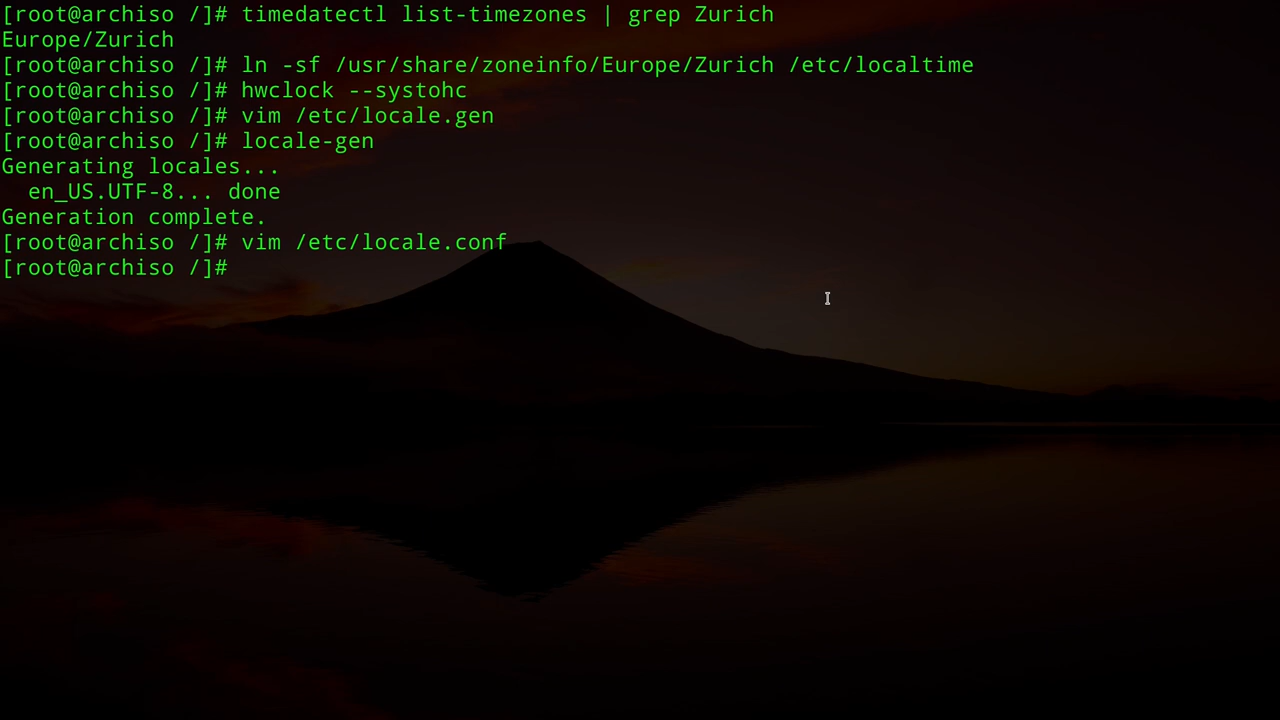 [root@archiso /]# timedatectl list-timezones | grep Zurich
Europe/Zurich
[root@archiso /]# ln -sf /usr/share/zoneinfo/Europe/Zurich /etc/localtime
[root@archiso /]# hwclock --systohc
[root@archiso /]# vim /etc/locale.gen
[root@archiso /]# locale-gen
Generating locales...
  en_US.UTF-8... done
Generation complete.
[root@archiso /]# vim /etc/locale.conf
[root@archiso /]#